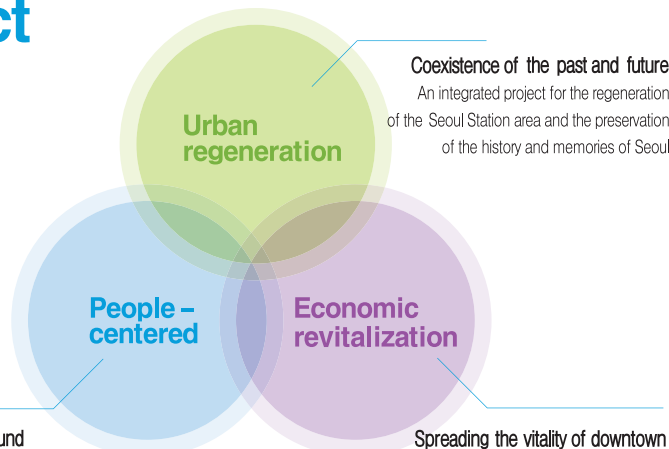 Coexistence of the past and future
An integrated project for the regeneration
of the Seoul Station area and the preservation
of the history and memories of Seoul
Urban
regeneration
People –
centered
Economic
revitalization
Spreading the vitality of downtown